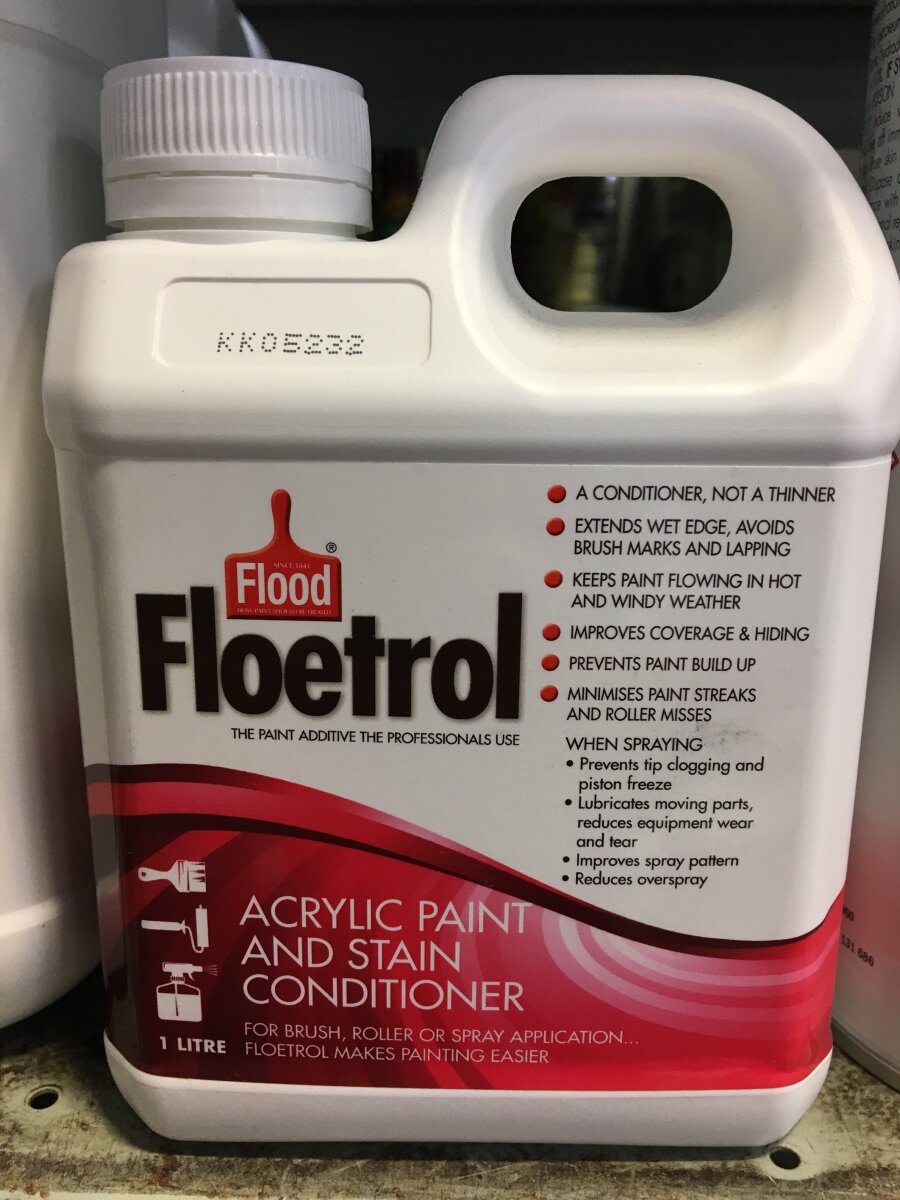 KK05232
SINCE 1841
Flood
®
HOW PAINT SHOULD BE TREATED
Floetrol
THE PAINT ADDITIVE THE PROFESSIONALS USE
A CONDITIONER, NOT A THINNER
EXTENDS WET EDGE, AVOIDS
BRUSH MARKS AND LAPPING
KEEPS PAINT FLOWING IN HOT
AND WINDY WEATHER
IMPROVES COVERAGE & HIDING
PREVENTS PAINT BUILD UP
MINIMISES PAINT STREAKS
AND ROLLER MISSES
WHEN SPRAYING
• Prevents tip clogging and
piston freeze
• Lubricates moving parts,
reduces equipment wear
and tear
• Improves spray pattern
• Reduces overspray
ACRYLIC PAINT
AND STAIN
CONDITIONER
1 LITRE
FOR BRUSH, ROLLER OR SPRAY APPLICATION...
FLOETROL MAKES PAINTING EASIER
131 686